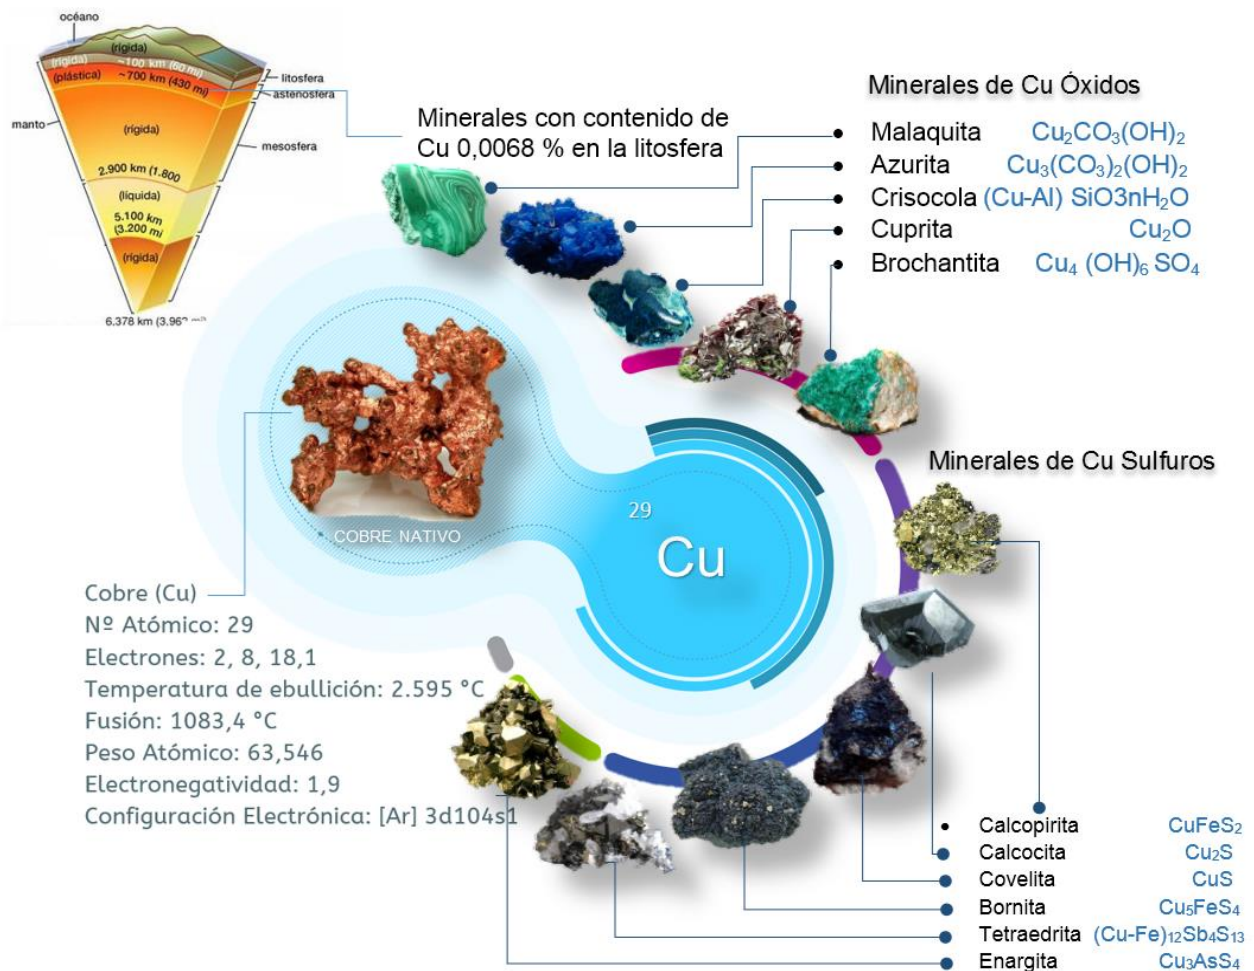 océano
(rígida)
(rígida)
~100 km (60 mi)
(plástica)
~700 km (430 mi)
litosfera
astenosfera
manto
(rígida)
mesosfera
2.900 km (1.800
(líquida)
5.100 km
(3.200 mi
(rígida)
6.378 km (3.96
Minerales con contenido de
Cu 0,0068 % en la litosfera
Minerales de Cu Óxidos
• Malaquita Cu₂CO₃(OH)₂
• Azurita Cu₃(CO₃)₂(OH)₂
• Crisocola (Cu-Al) SiO3nH₂O
• Cuprita Cu₂O
• Brochantita Cu₄ (OH)₆ SO₄
COBRE NATIVO
29
Cu
Minerales de Cu Sulfuros
Cobre (Cu)
Nº Atómico: 29
Electrones: 2, 8, 18,1
Temperatura de ebullición: 2.595 °C
Fusión: 1083,4 °C
Peso Atómico: 63,546
Electronegatividad: 1,9
Configuración Electrónica: [Ar] 3d104s1
• Calcopirita CuFeS₂
• Calcocita Cu₂S
• Covelita CuS
• Bornita Cu₅FeS₄
• Tetraedrita (Cu-Fe)₁₂Sb₄S₁₃
• Enargita Cu₃AsS₄